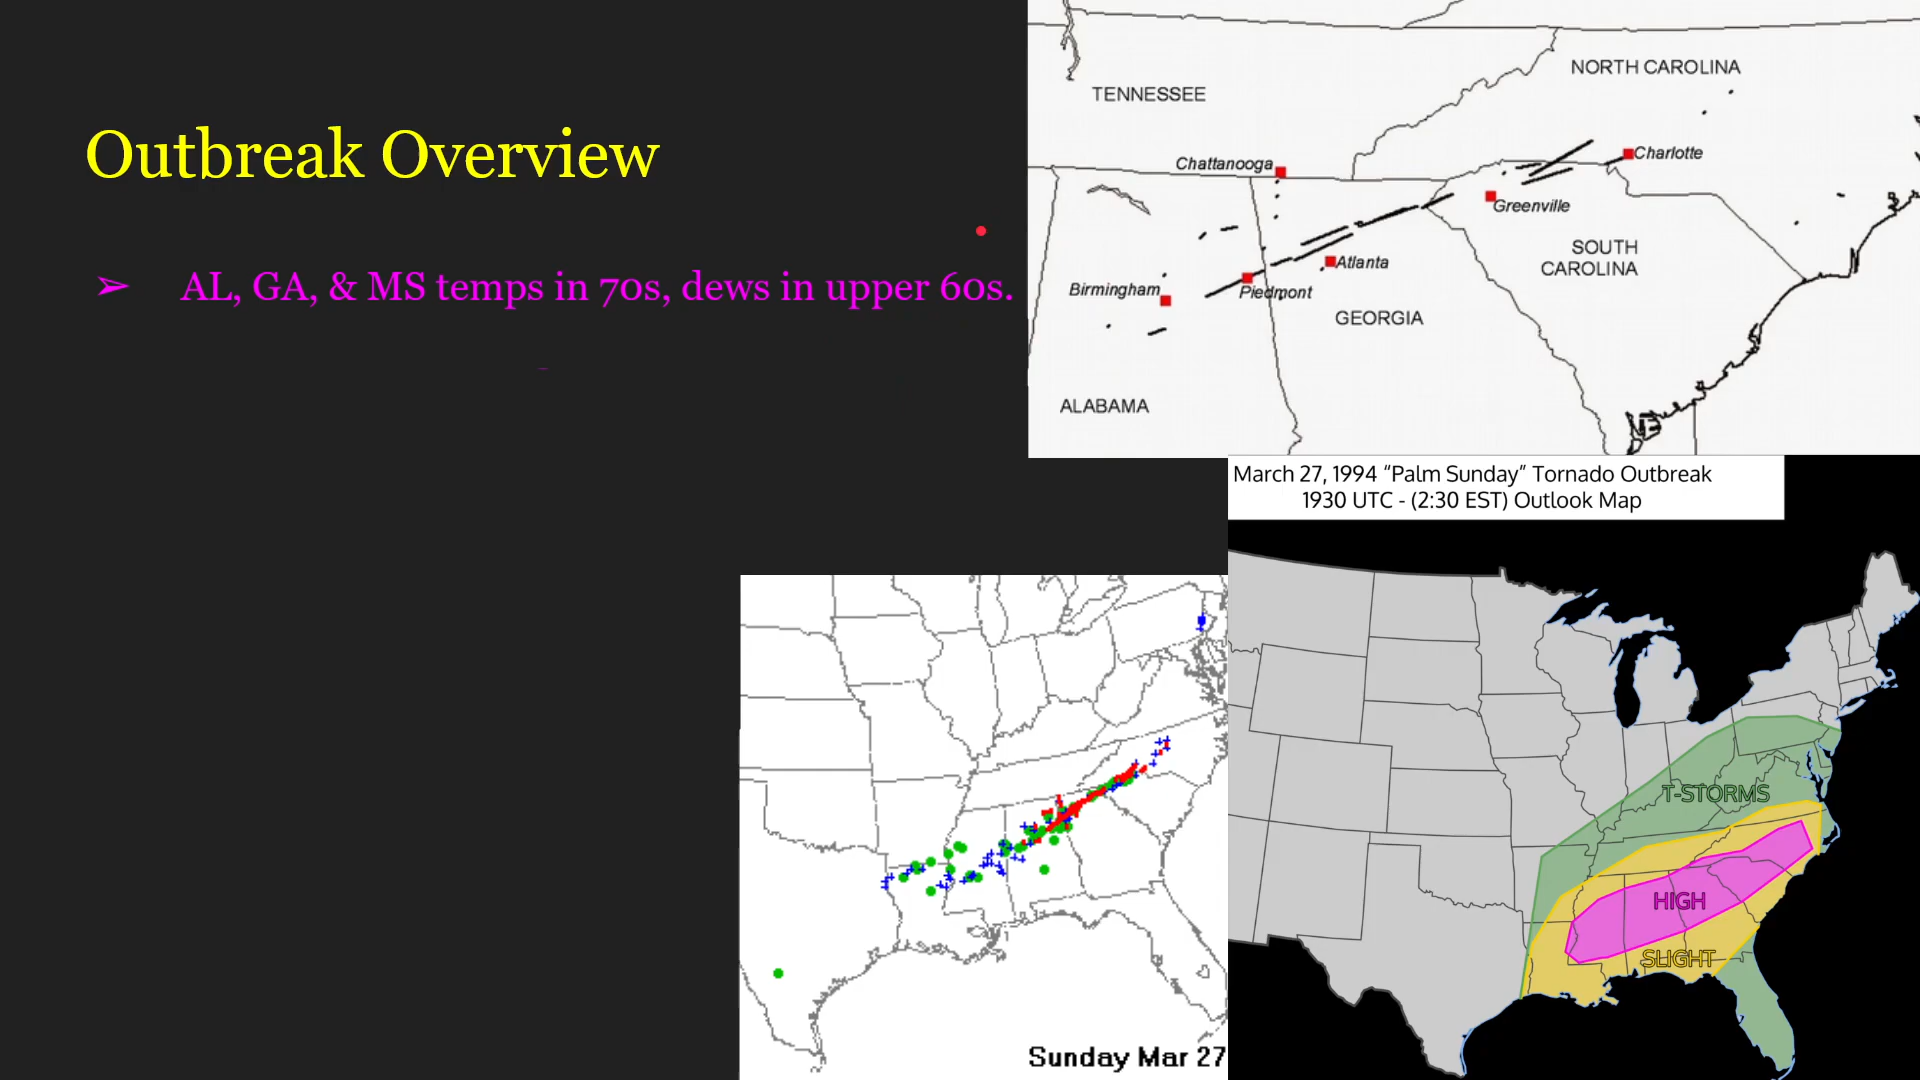 Outbreak Overview
➢ AL, GA, & MS temps in 70s, dews in upper 60s.
NORTH CAROLINA
TENNESSEE
Charlotte
Chattanooga
Greenville
SOUTH
CAROLINA
Atlanta
Birmingham
Piedmont
GEORGIA
ALABAMA
March 27, 1994 “Palm Sunday” Tornado Outbreak
1930 UTC - (2:30 EST) Outlook Map
T-STORMS
HIGH
SLIGHT
Sunday Mar 27